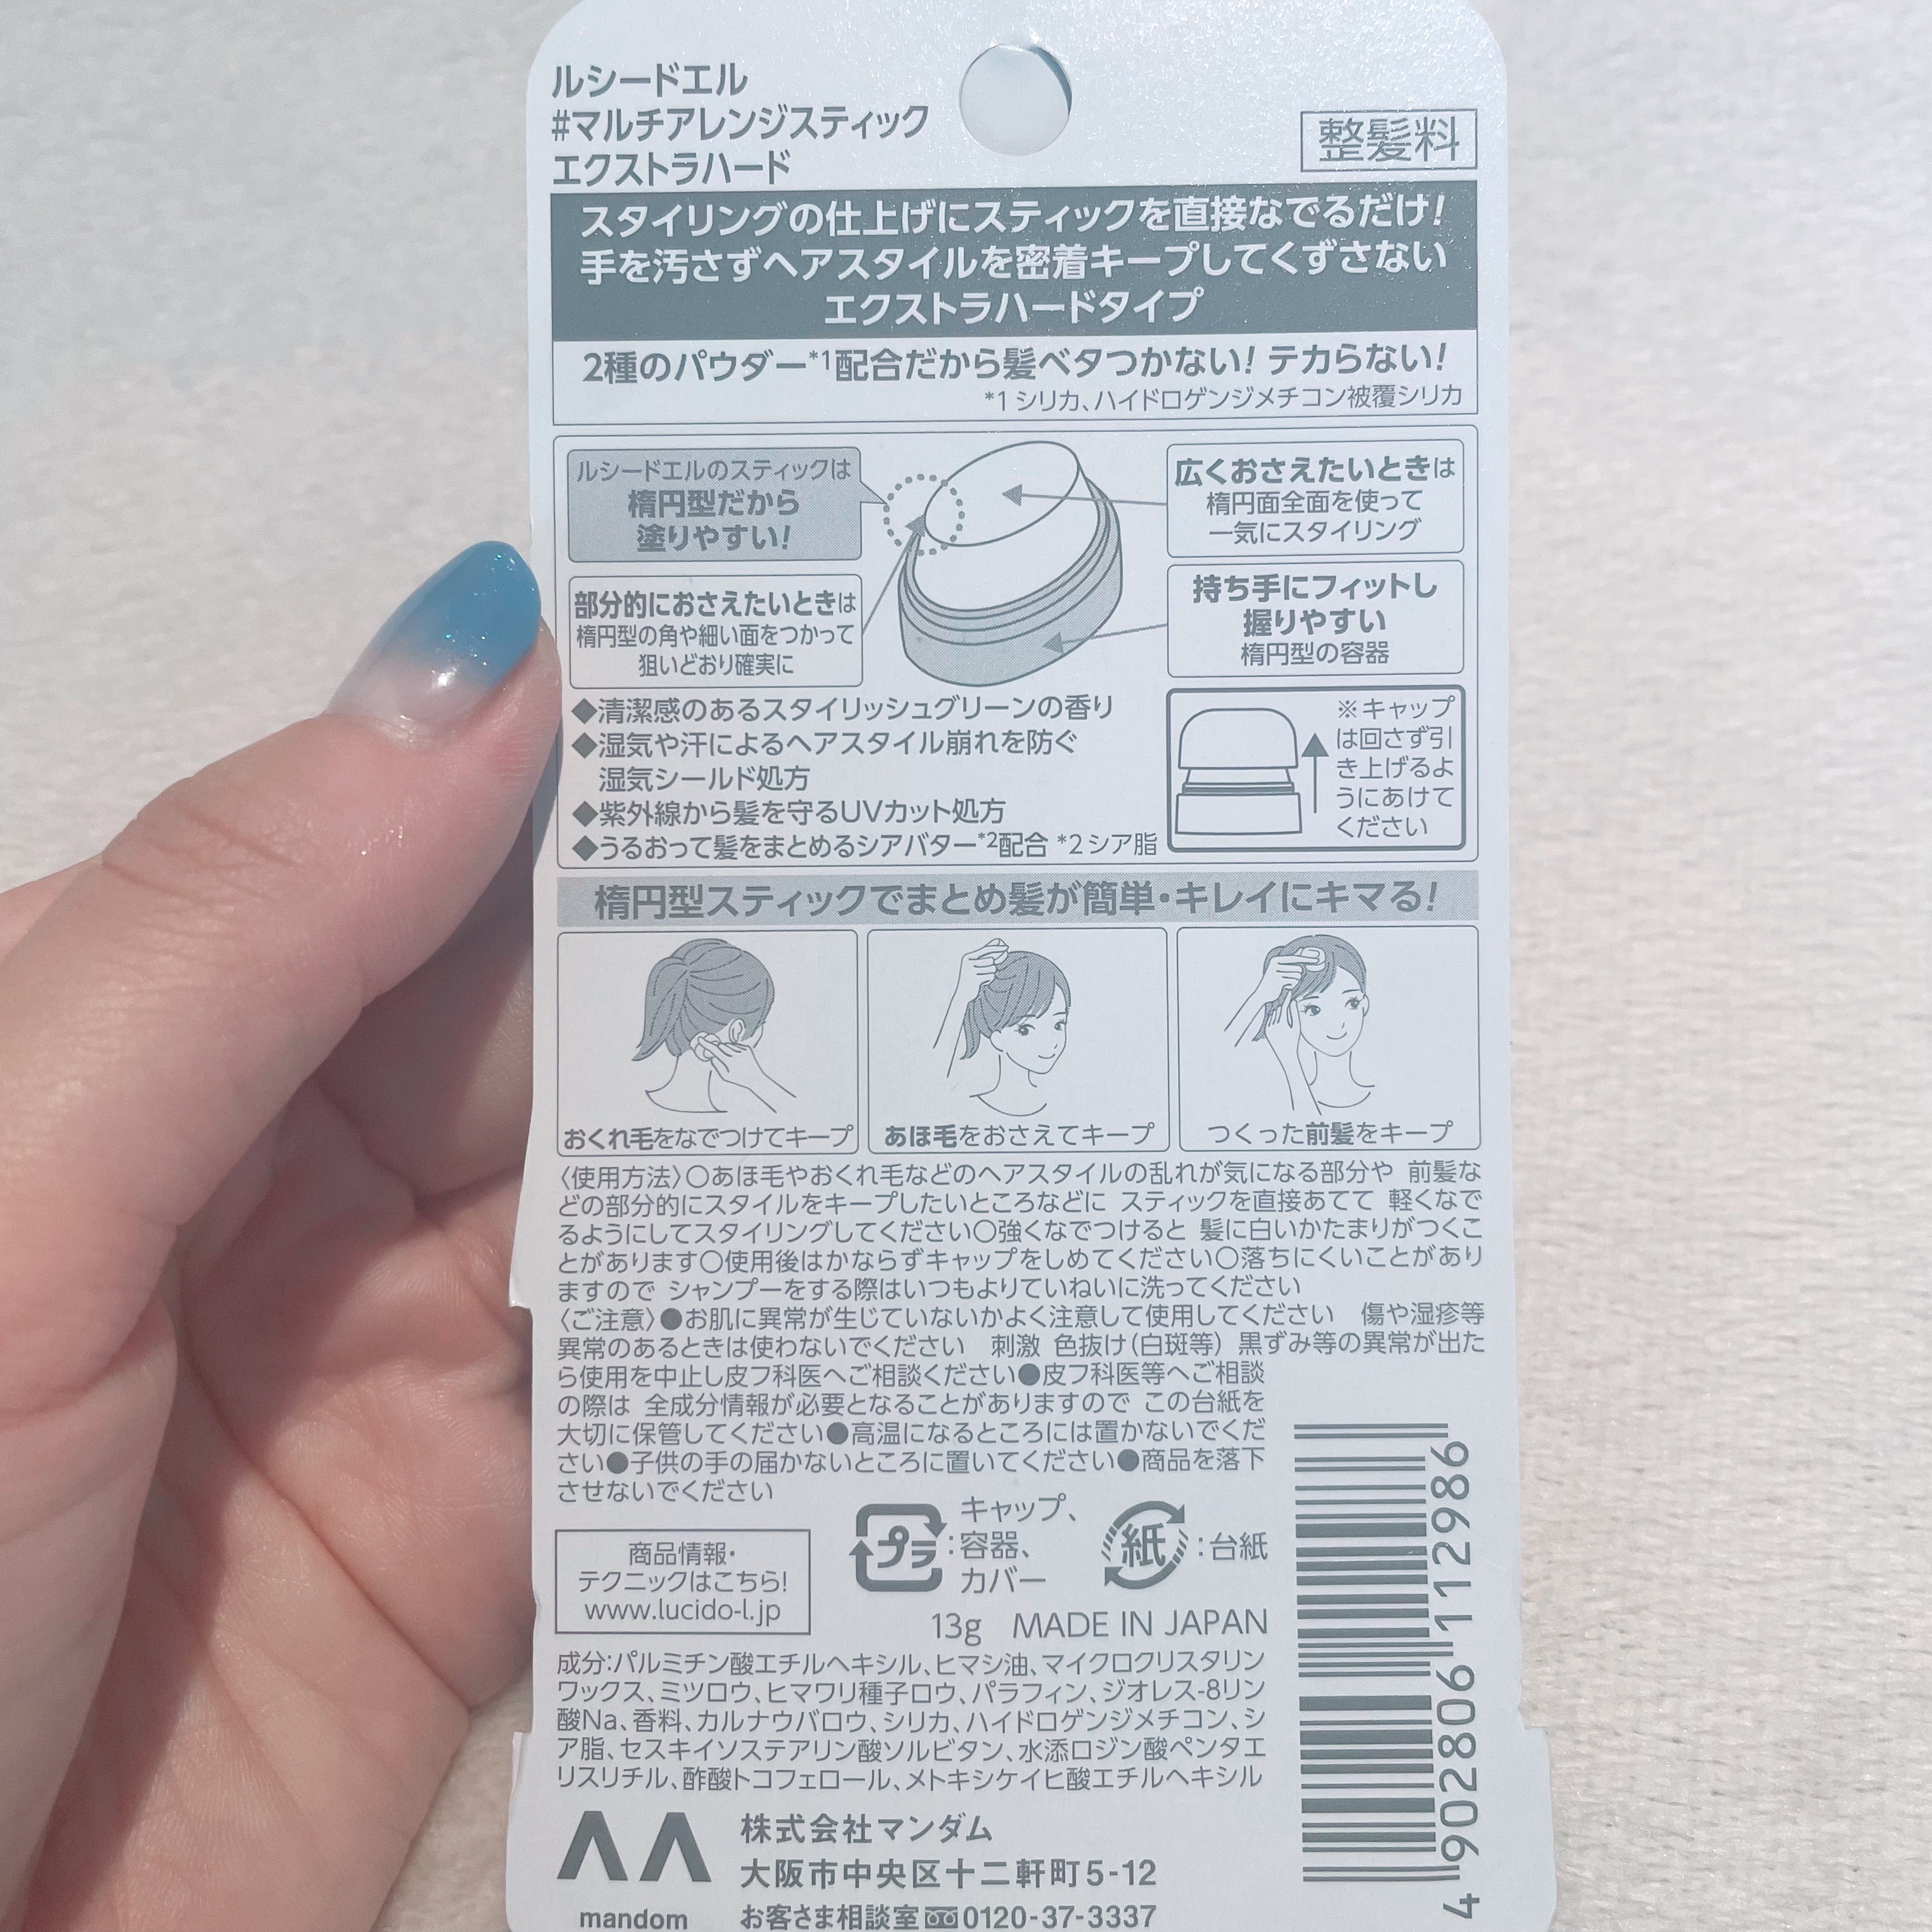 ルシードエル
#マルチアレンジスティック
エクストラハード
整髪料
スタイリングの仕上げにスティックを直接なでるだけ!
手を汚さずヘアスタイルを密着キープしてくずさない
エクストラハードタイプ
2種のパウダー*1配合だから髪ベタつかない! テカらない!
*1 シリカ、ハイドロゲンジメチコン被覆シリカ
ルシードエルのスティックは
楕円型だから
塗りやすい!
広くおさえたいときは
楕円面全面を使って
一気にスタイリング
部分的におさえたいときは
楕円型の角や細い面をつかって
狙いどおり確実に
持ち手にフィットし
握りやすい
楕円型の容器
◆清潔感のあるスタイリッシュグリーンの香り
◆湿気や汗によるヘアスタイル崩れを防ぐ
湿気シールド処方
◆紫外線から髪を守るUVカット処方
◆うるおって髪をまとめるシアバター*2配合 *2 シア脂
※キャップ
は回さず引
き上げるよ
うにあけて
ください
楕円型スティックでまとめ髪が簡単・キレイにキマる!
おくれ毛をなでつけてキープ
あほ毛をおさえてキープ
つくった前髪をキープ
〈使用方法〉○あほ毛やおくれ毛などのヘアスタイルの乱れが気になる部分や 前髪な
どの部分的にスタイルをキープしたいところなどに スティックを直接あてて 軽くなで
るようにしてスタイリングしてください○強くなでつけると 髪に白いかたまりがつくこ
とがあります○使用後はかならずキャップをしめてください○落ちにくいことがあり
ますので シャンプーをする際はいつもよりていねいに洗ってください
〈ご注意〉●お肌に異常が生じていないかよく注意して使用してください 傷や湿疹等
異常のあるときは使わないでください 刺激 色抜け(白斑等) 黒ずみ等の異常が出た
ら使用を中止し皮フ科医へご相談ください●皮フ科医等へご相談
の際は 全成分情報が必要となることがありますので この台紙を
大切に保管してください●高温になるところには置かないでくだ
さい●子供の手の届かないところに置いてください●商品を落下
させないでください
商品情報・
テクニックはこちら!
www.lucido-l.jp
プラ
:キャップ、
容器、
カバー
紙
:台紙
13g MADE IN JAPAN
成分:パルミチン酸エチルヘキシル、ヒマシ油、マイクロクリスタリン
ワックス、ミツロウ、ヒマワリ種子ロウ、パラフィン、ジオレス-8リン
酸Na、香料、カルナウバロウ、シリカ、ハイドロゲンジメチコン、シ
ア脂、セスキイソステアリン酸ソルビタン、水添ロジン酸ペンタエ
リスリチル、酢酸トコフェロール、メトキシケイヒ酸エチルヘキシル
4 902806 112986
mandom
株式会社マンダム
大阪市中央区十二軒町5-12
お客さま相談室 0120-37-3337